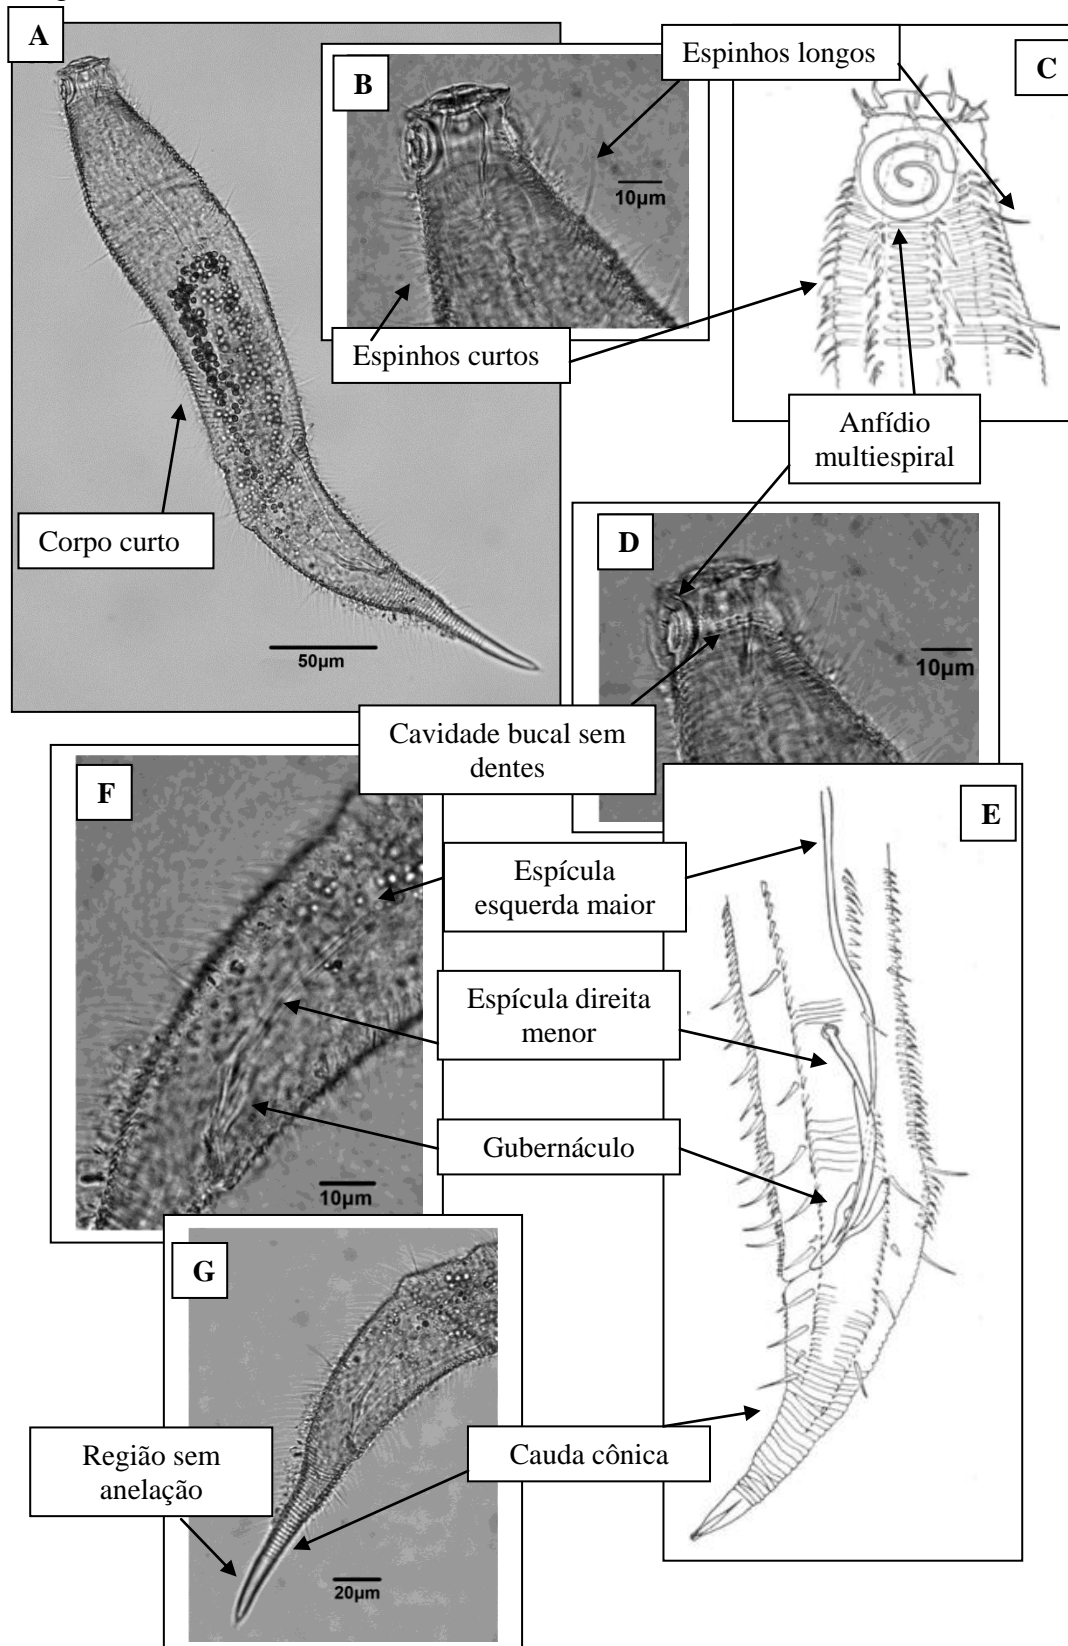 A
B
Espinhos longos
C
10µm
Espinhos curtos
Anfídio
multiespiral
Corpo curto
50µm
D
10µm
Cavidade bucal sem
dentes
F
E
Espícula
esquerda maior
Espícula direita
menor
Gubernáculo
10µm
G
Região sem
anelação
Cauda cônica
20µm